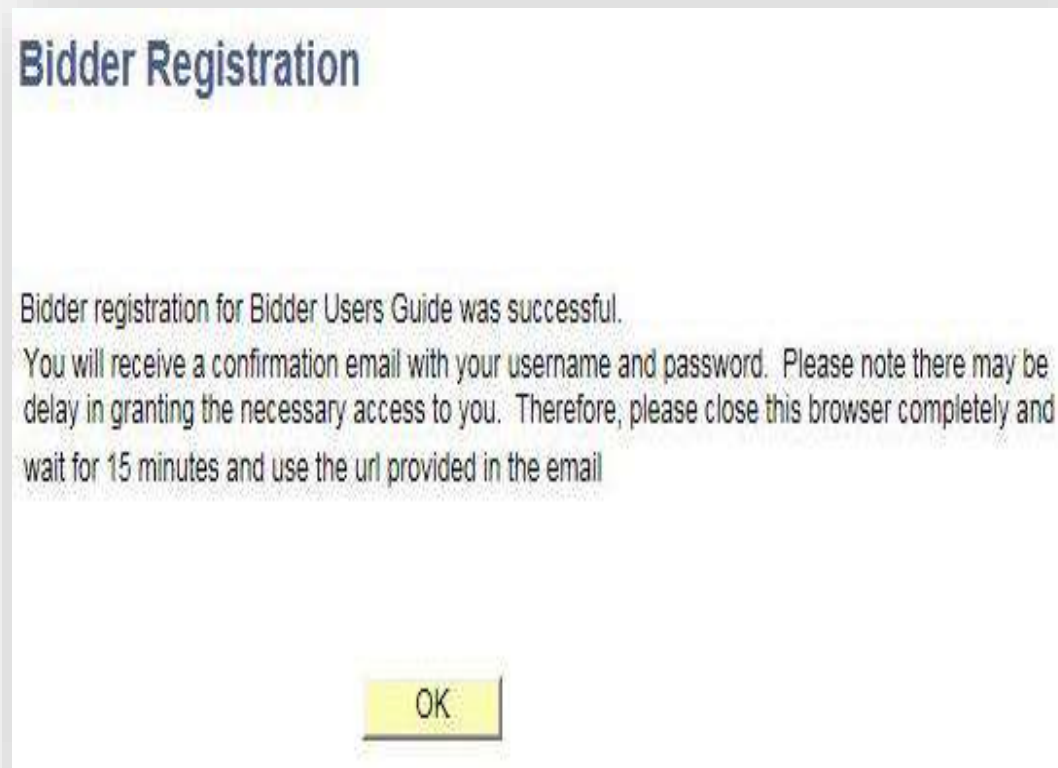 Bidder Registration
Bidder registration for Bidder Users Guide was successful.
You will receive a confirmation email with your username and password.  Please note there may be
delay in granting the necessary access to you.  Therefore, please close this browser completely and
wait for 15 minutes and use the url provided in the email
OK